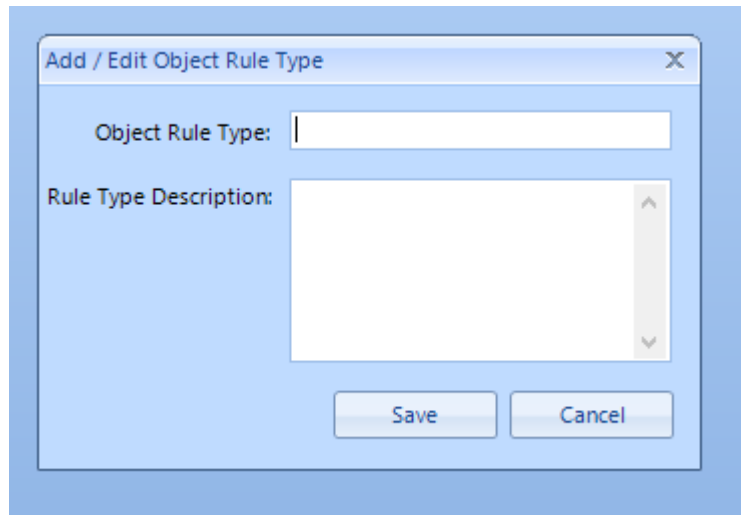 Add / Edit Object Rule Type
Object Rule Type:
Rule Type Description:
Save Cancel